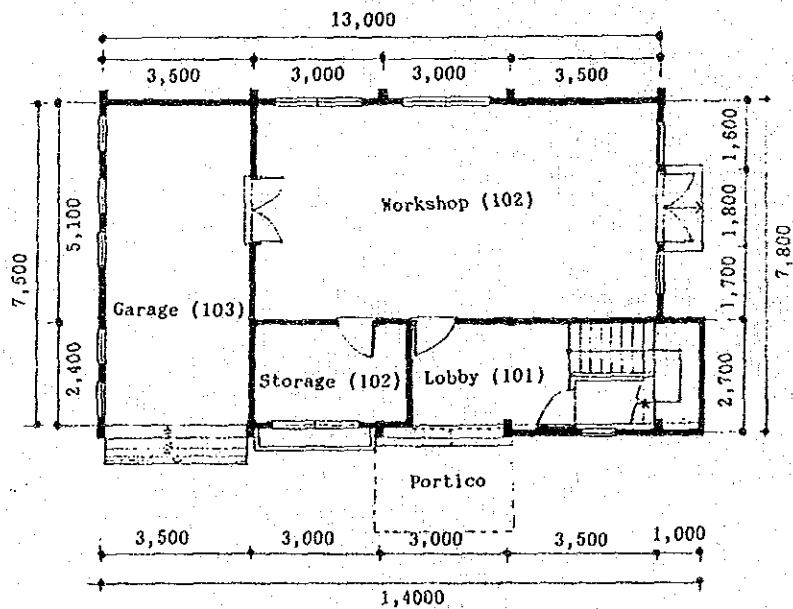 13,000
3,500 3,000 3,000 3,500
1,600
5,100
Workshop (102)
1,800
7,500
7,800
Garage (103)
1,700
2,400
Storage (102)
Lobby (101)
2,700
Portico
3,500 3,000 3,000 3,500 1,000
1,4000